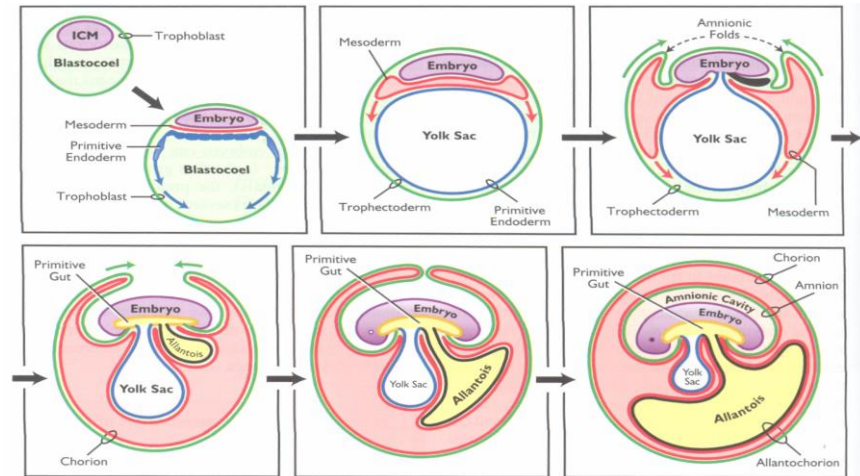 ICM
Trophoblast
Blastocoel
Embryo
Mesoderm
Primitive
Endoderm
Blastocoel
Trophoblast
Mesoderm
Embryo
Yolk Sac
Trophectoderm
Primitive
Endoderm
Amnionic
Folds
Embryo
Yolk Sac
Trophectoderm
Mesoderm
Primitive
Gut
Embryo
Allantois
Yolk Sac
Chorion
Primitive
Gut
Embryo
Yolk Sac
Allantois
Primitive
Gut
Chorion
Amnion
Amnionic Cavity
Embryo
Yolk
Sac
Allantois
Allantochorion